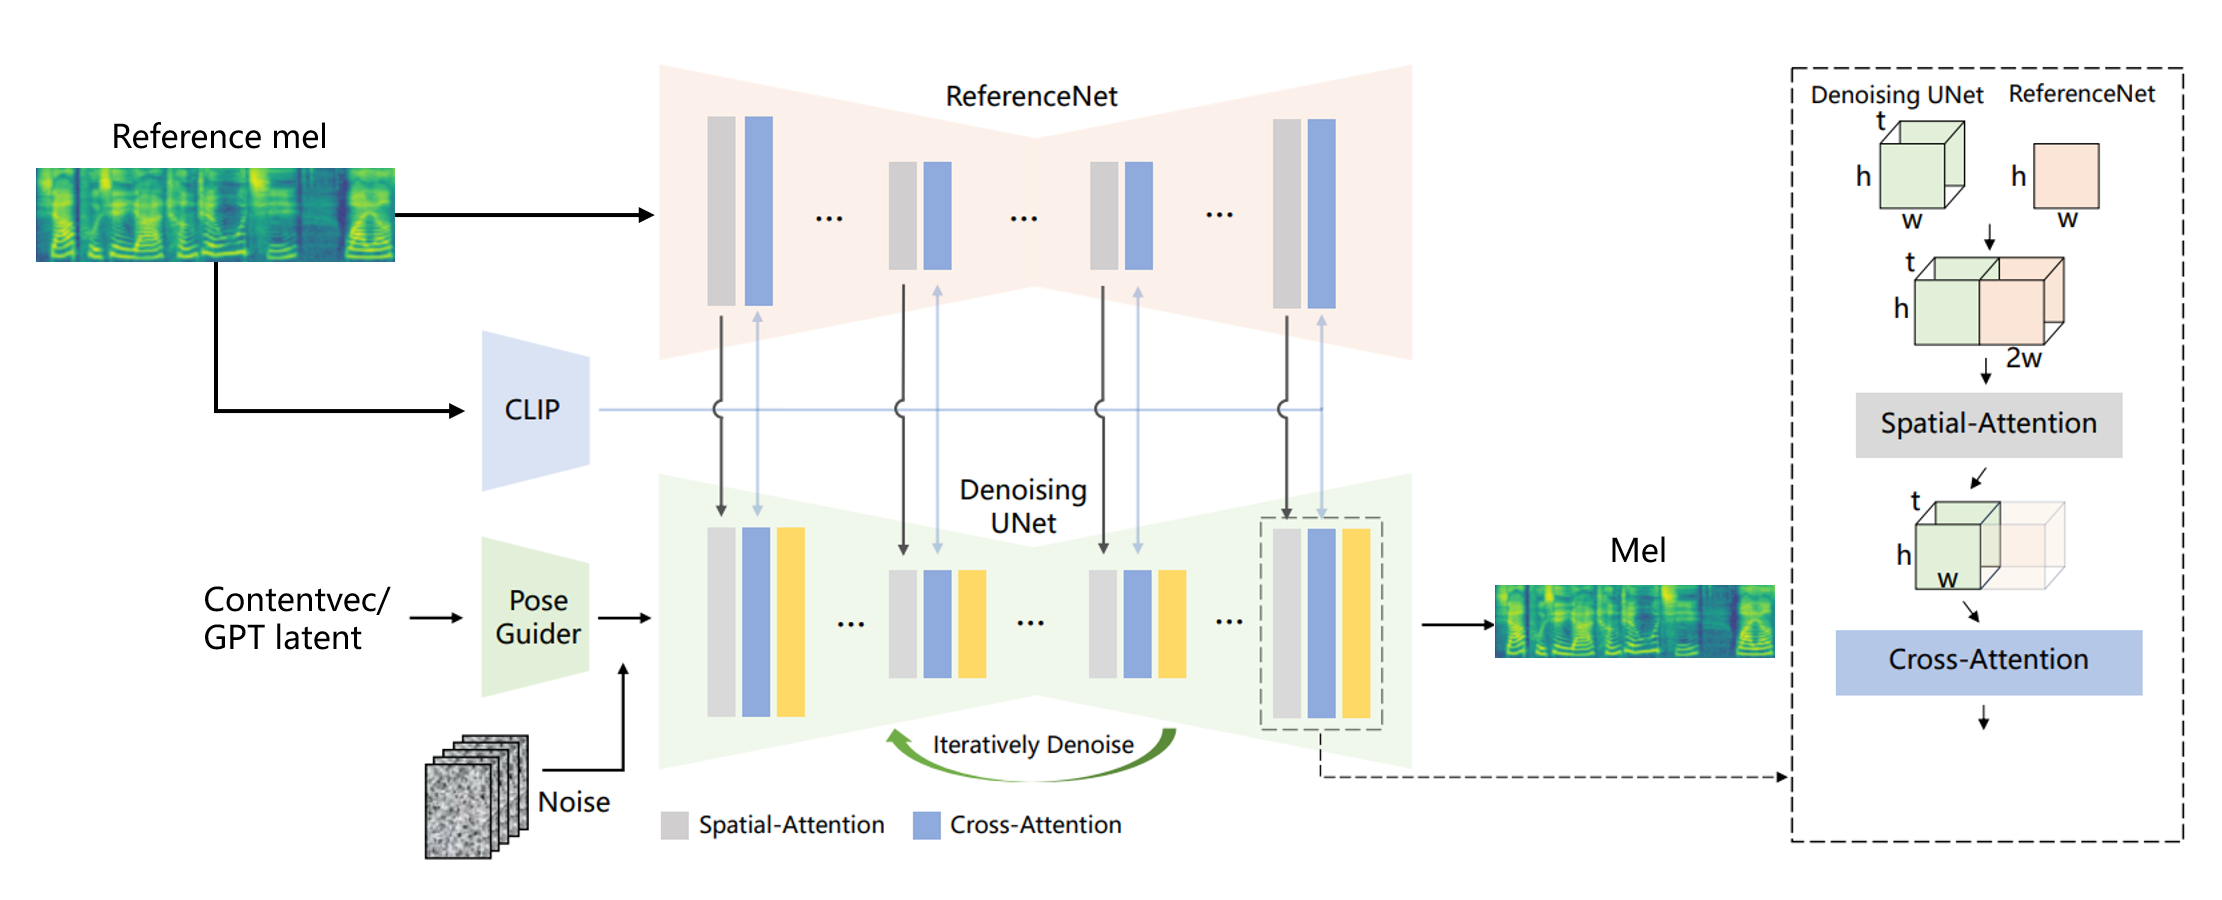 Reference mel
ReferenceNet
...
...
...
CLIP
Denoising
UNet
Contentvec/
GPT latent
Pose
Guider
...
...
...
Noise
Iteratively Denoise
Mel
Spatial-Attention
Cross-Attention
Denoising UNet
ReferenceNet
t
h
w
h
w
t
h
2w
Spatial-Attention
t
h
w
Cross-Attention